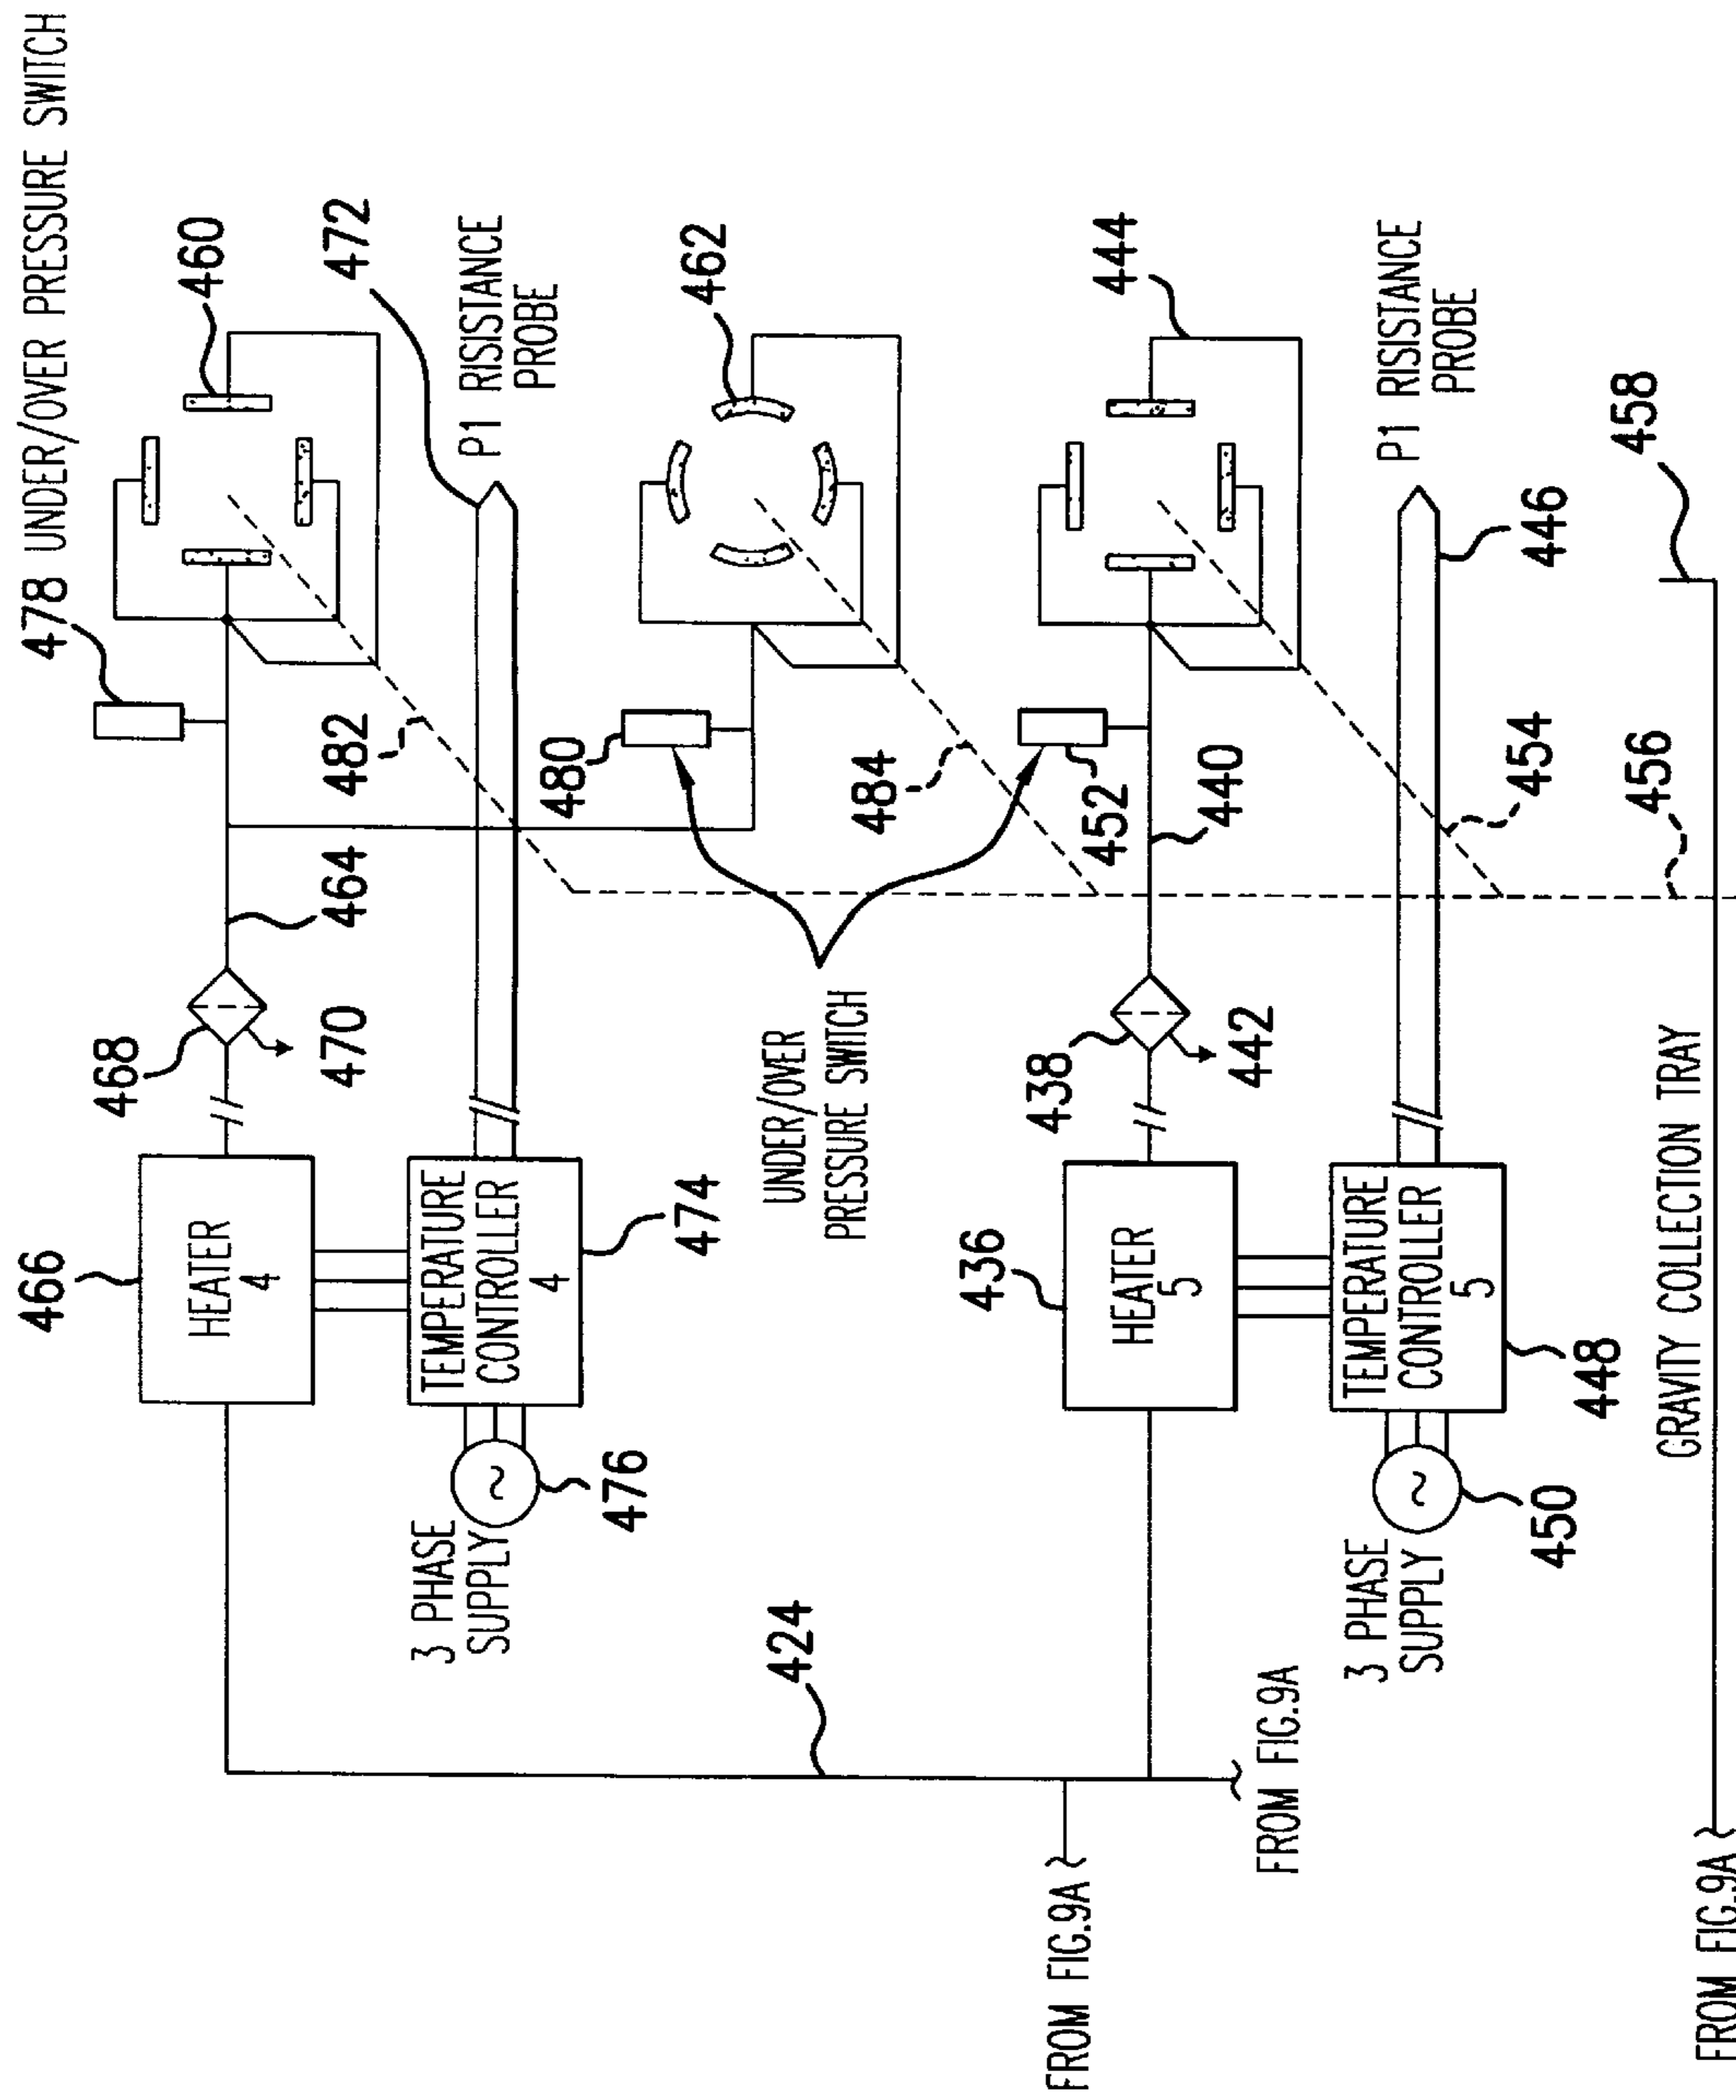 478 UNDER/OVER PRESSURE SWITCH
460
472
P1 RISISTANCE
PROBE
482
464
468
470
466
HEATER
4
TEMPERATURE
CONTROLLER
4
474
3 PHASE
SUPPLY
476
462
480
484
UNDER/OVER
PRESSURE SWITCH
444
452
440
438
442
436
HEATER
5
TEMPERATURE
CONTROLLER
5
448
3 PHASE
SUPPLY
450
P1 RISISTANCE
PROBE
446
454
456
458
GRAVITY COLLECTION TRAY
424
FROM FIG.9A
FROM FIG.9A
FROM FIG.9A